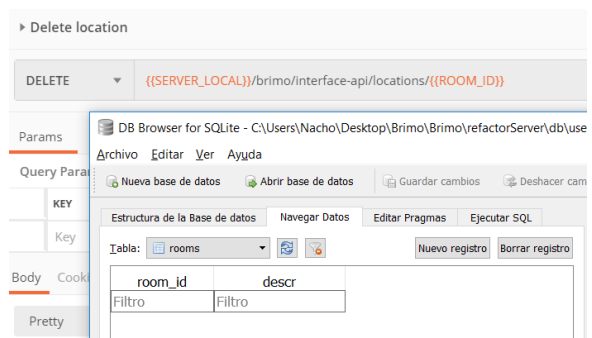 Delete location
DELETE {{SERVER_LOCAL}}/brimo/interface-api/locations/{{ROOM_ID}}
DB Browser for SQLite - C:\Users\Nacho\Desktop\Brimo\Brimo\refactorServer\db\use
Params
Archivo Editar Ver Ayuda
Query Para
Nueva base de datos Abrir base de datos Guardar cambios Deshacer cam
KEY
Estructura de la Base de datos Navegar Datos Editar Pragmas Ejecutar SQL
Key
Tabla: rooms Nuevo registro Borrar registro
Body Cooki
room_id descr
Filtro Filtro
Pretty